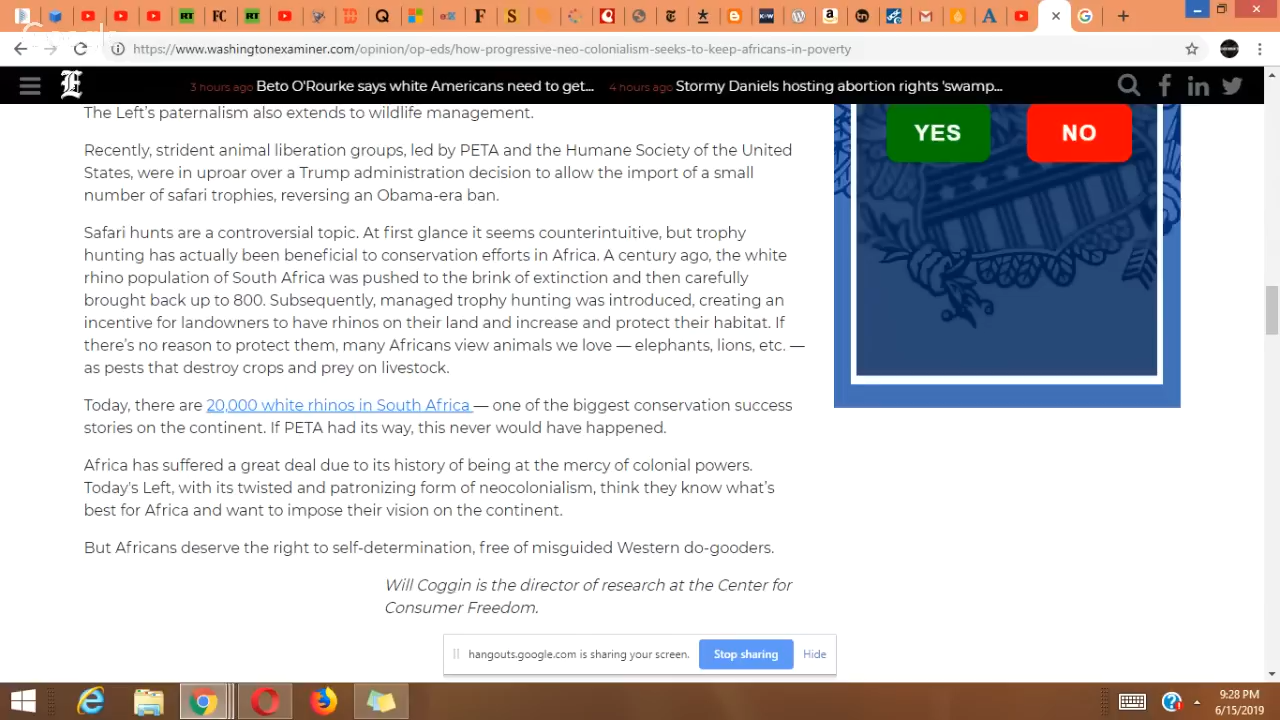 Google
https://www.washingtonexaminer.com/opinion/op-eds/how-progressive-neo-colonialism-seeks-to-keep-africans-in-poverty
3 hours ago Beto O'Rourke says white Americans need to get... 4 hours ago Stormy Daniels hosting abortion rights 'swamp...
The Left's paternalism also extends to wildlife management.
Recently, strident animal liberation groups, led by PETA and the Humane Society of the United
States, were in uproar over a Trump administration decision to allow the import of a small
number of safari trophies, reversing an Obama-era ban.
Safari hunts are a controversial topic. At first glance it seems counterintuitive, but trophy
hunting has actually been beneficial to conservation efforts in Africa. A century ago, the white
rhino population of South Africa was pushed to the brink of extinction and then carefully
brought back up to 800. Subsequently, managed trophy hunting was introduced, creating an
incentive for landowners to have rhinos on their land and increase and protect their habitat. If
there's no reason to protect them, many Africans view animals we love — elephants, lions, etc. —
as pests that destroy crops and prey on livestock.
Today, there are 20,000 white rhinos in South Africa — one of the biggest conservation success
stories on the continent. If PETA had its way, this never would have happened.
Africa has suffered a great deal due to its history of being at the mercy of colonial powers.
Today's Left, with its twisted and patronizing form of neocolonialism, think they know what's
best for Africa and want to impose their vision on the continent.
But Africans deserve the right to self-determination, free of misguided Western do-gooders.
Will Coggin is the director of research at the Center for
Consumer Freedom.
YES NO
hangouts.google.com is sharing your screen. Stop sharing Hide
9:28 PM
6/15/2019